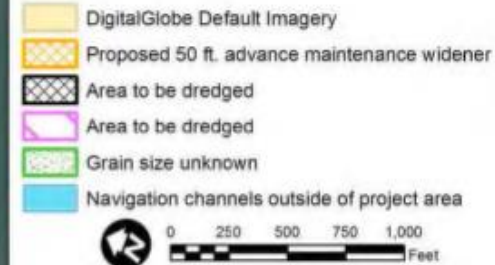 DigitalGlobe Default Imagery
Proposed 50 ft. advance maintenance widener
Area to be dredged
Area to be dredged
Grain size unknown
Navigation channels outside of project area
N 0 250 500 750 1,000
Feet